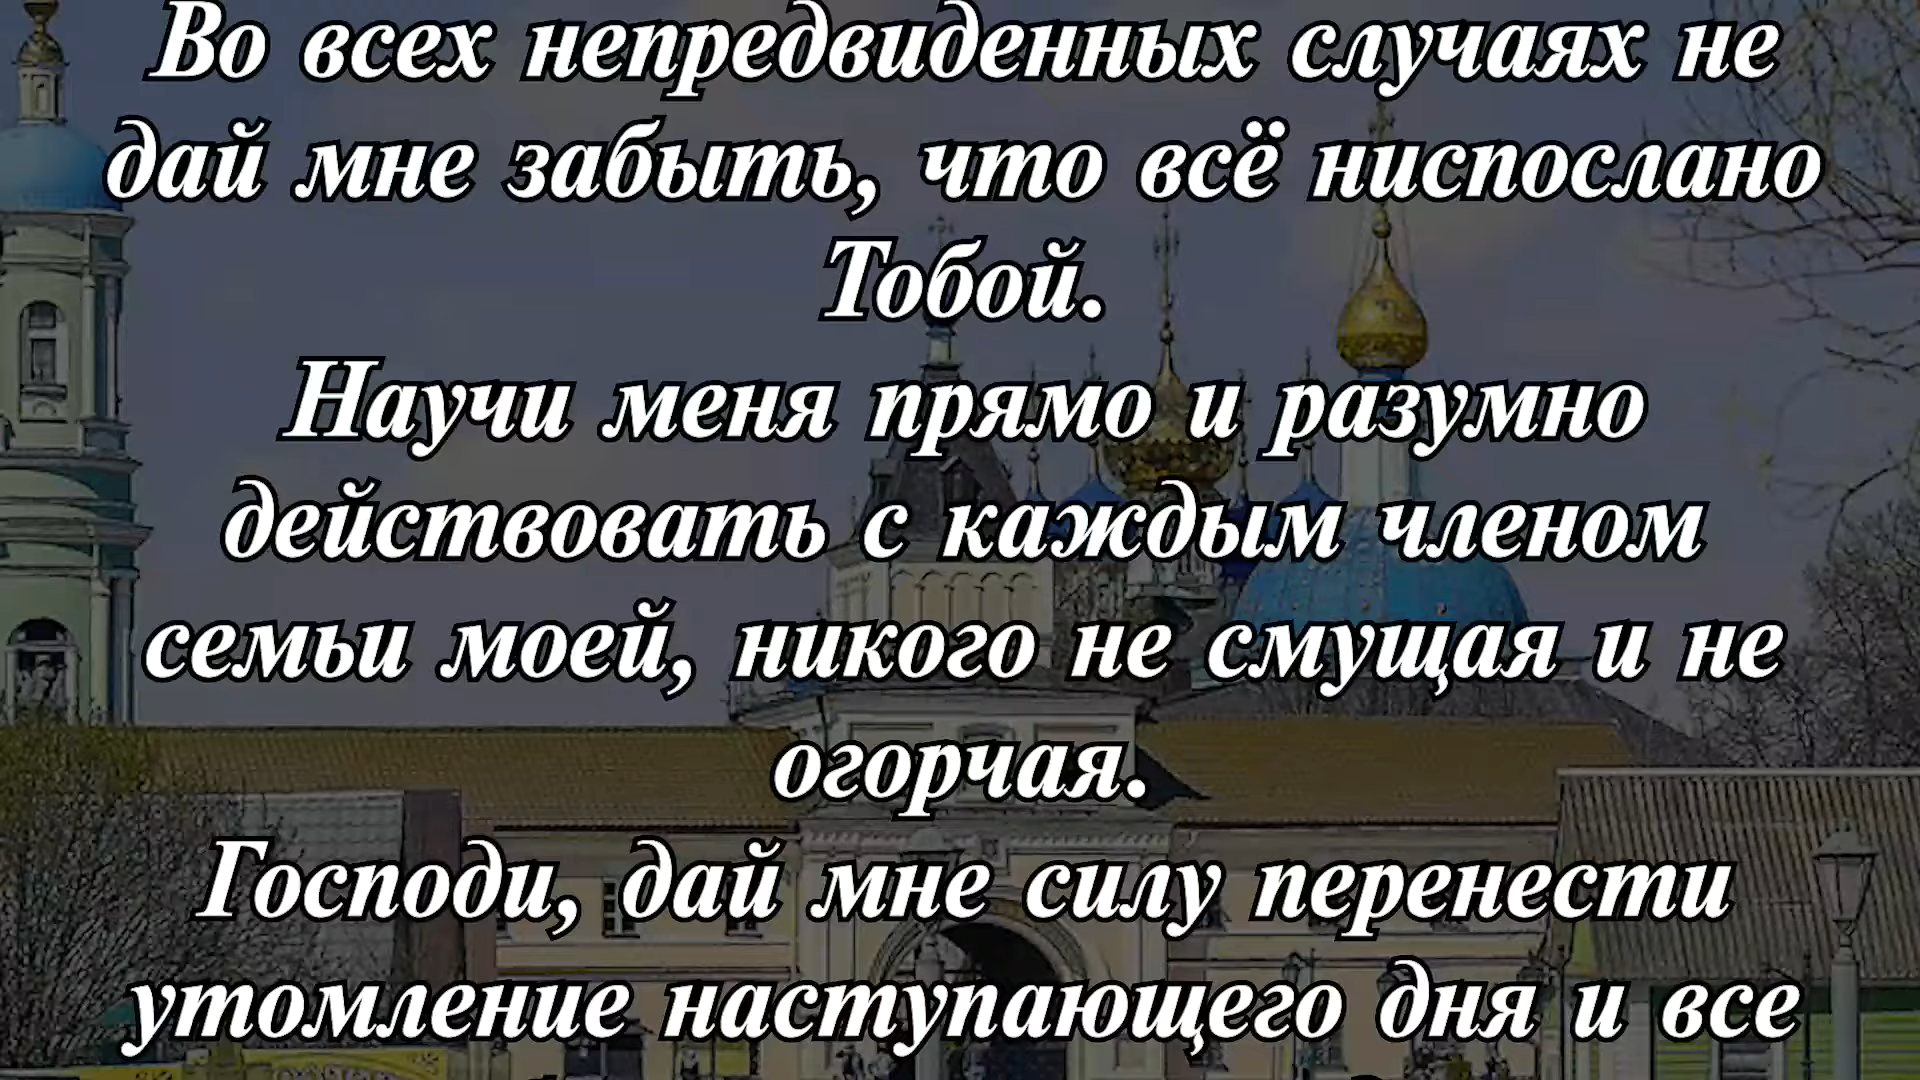 Во всех непредвиденных случаях не
дай мне забыть, что всё ниспослано
Тобой.
Научи меня прямо и разумно
действовать с каждым членом
семьи моей, никого не смущая и не
огорчая.
Господи, дай мне силу перенести
утомление наступающего дня и все